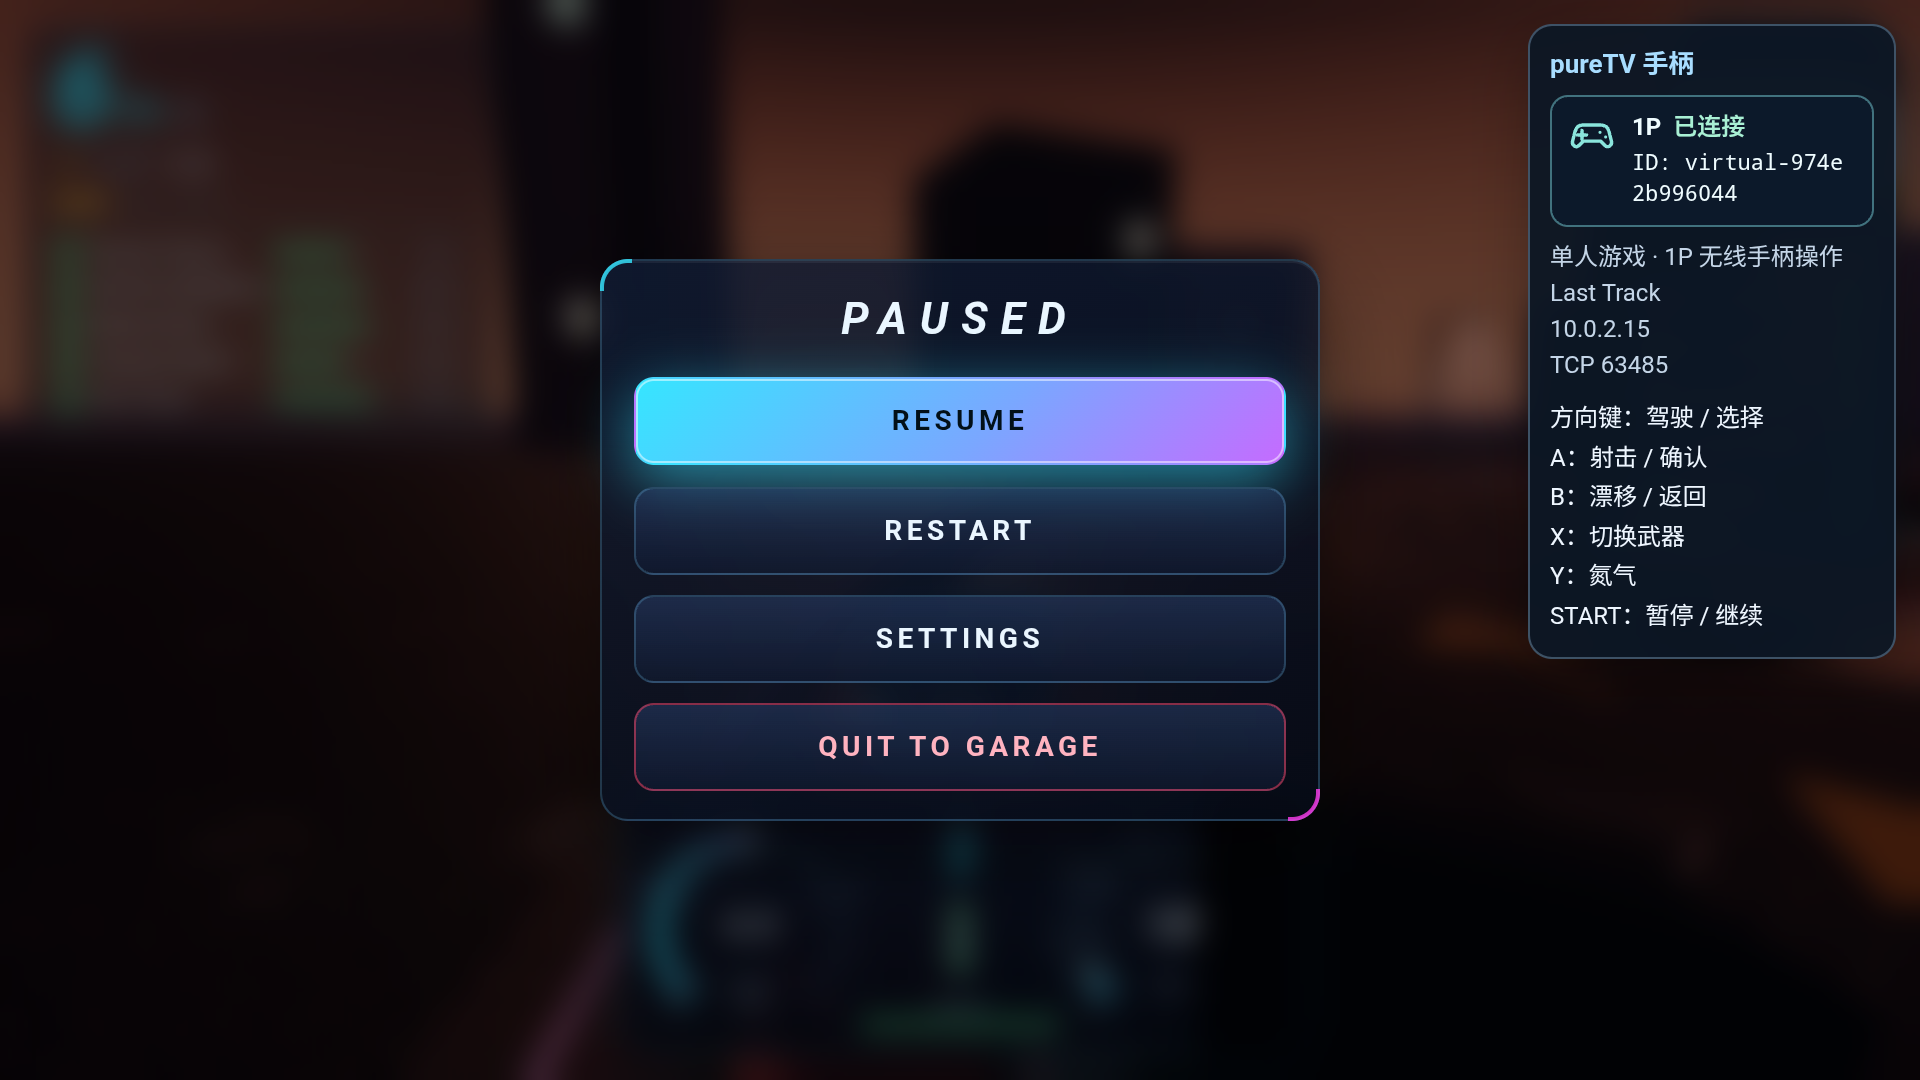 PAUSED
RESUME
RESTART
SETTINGS
QUIT TO GARAGE
pureTV 手柄
1P 已连接
ID: virtual-974e
2b996044
单人游戏 · 1P 无线手柄操作
Last Track
10.0.2.15
TCP 63485
方向键：驾驶 / 选择
A：射击 / 确认
B：漂移 / 返回
X：切换武器
Y：氮气
START：暂停 / 继续